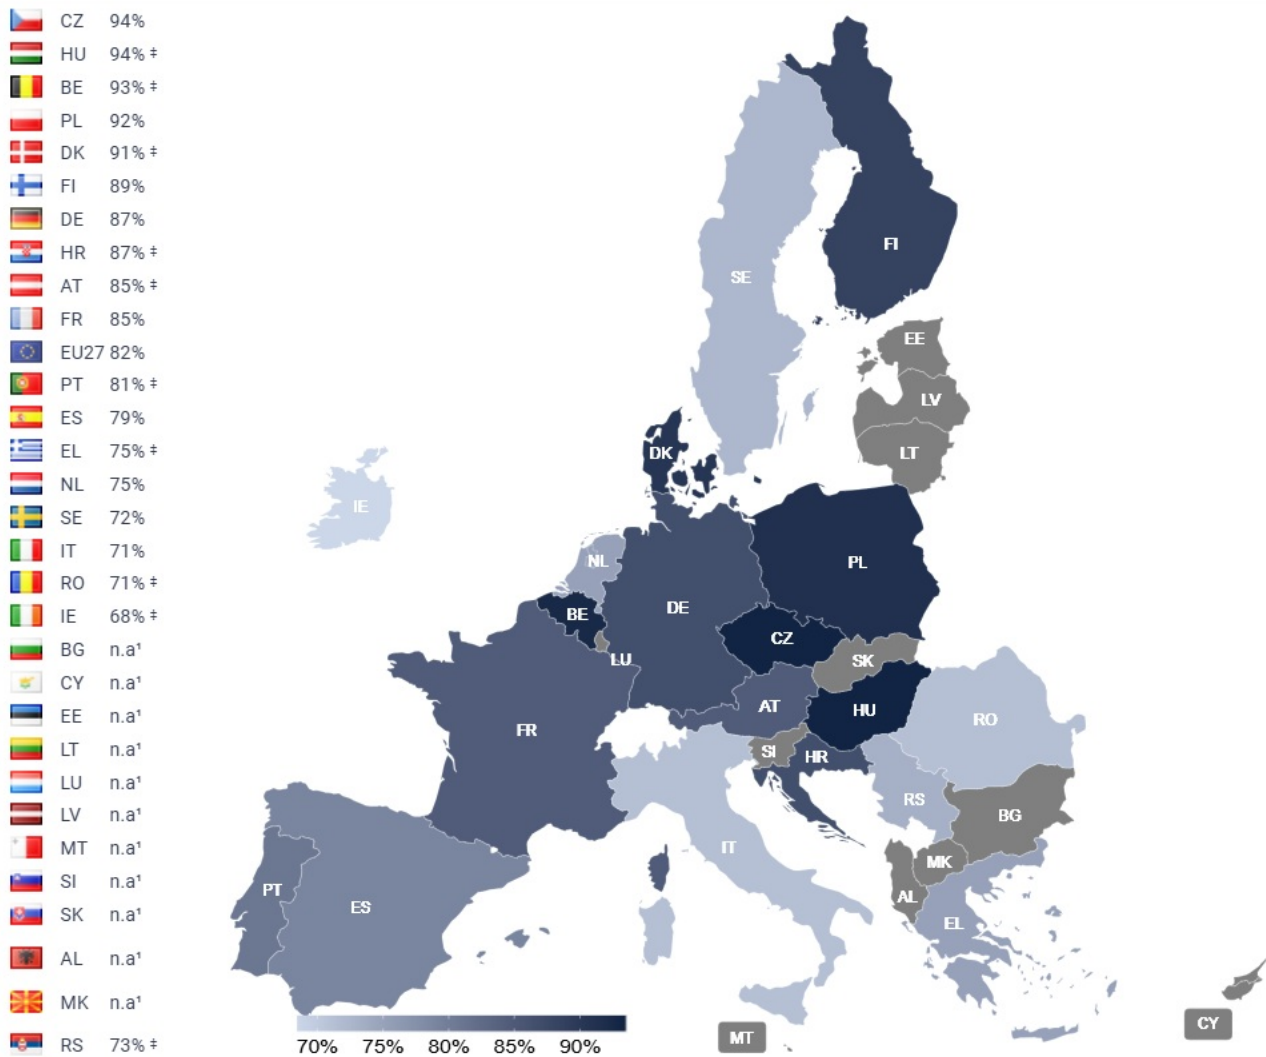 CZ 94%
HU 94% ‡
BE 93% ‡
PL 92%
DK 91% ‡
FI 89%
DE 87%
HR 87% ‡
AT 85% ‡
FR 85%
EU27 82%
PT 81% ‡
ES 79%
EL 75% ‡
NL 75%
SE 72%
IT 71%
RO 71% ‡
IE 68% ‡
BG n.a¹
CY n.a¹
EE n.a¹
LT n.a¹
LU n.a¹
LV n.a¹
MT n.a¹
SI n.a¹
SK n.a¹
AL n.a¹
MK n.a¹
RS 73% ‡
FI
SE
EE
LV
LT
DK
IE
PL
NL
DE
BE
CZ
LU
SK
AT
HU
RO
FR
SI
HR
RS
BG
IT
MK
PT
AL
ES
EL
CY
MT
70% 75% 80% 85% 90%